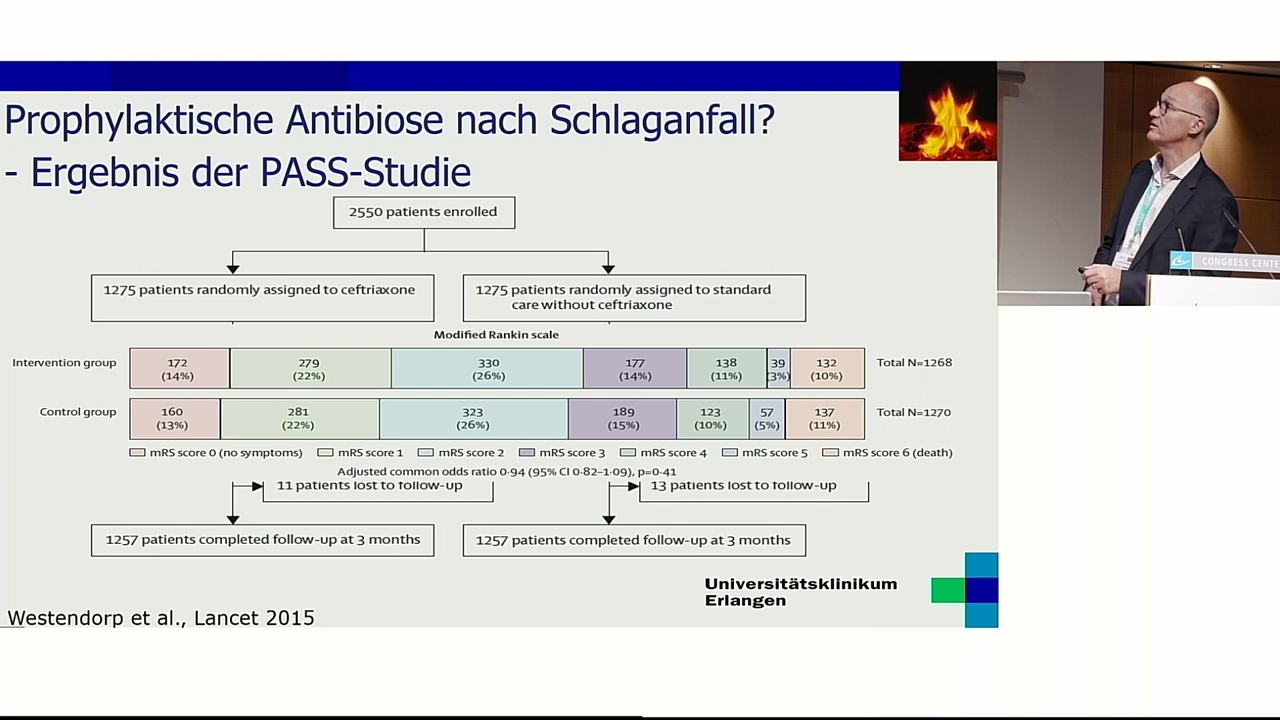 Prophylaktische Antibiose nach Schlaganfall?
- Ergebnis der PASS-Studie
2550 patients enrolled
1275 patients randomly assigned to ceftriaxone
1275 patients randomly assigned to standard
care without ceftriaxone
Modified Rankin scale
Intervention group
172 279 330 177 138 39 132
(14%) (22%) (26%) (14%) (11%) (3%) (10%)
Total N=1268
Control group
160 281 323 189 123 57 137
(13%) (22%) (26%) (15%) (10%) (5%) (11%)
Total N=1270
mRS score 0 (no symptoms) mRS score 1 mRS score 2 mRS score 3 mRS score 4 mRS score 5 mRS score 6 (death)
Adjusted common odds ratio 0·94 (95% CI 0·82–1·09), p=0·41
11 patients lost to follow-up
13 patients lost to follow-up
1257 patients completed follow-up at 3 months
1257 patients completed follow-up at 3 months
Universitätsklinikum
Erlangen
Westendorp et al., Lancet 2015
CONGRESS CENTE